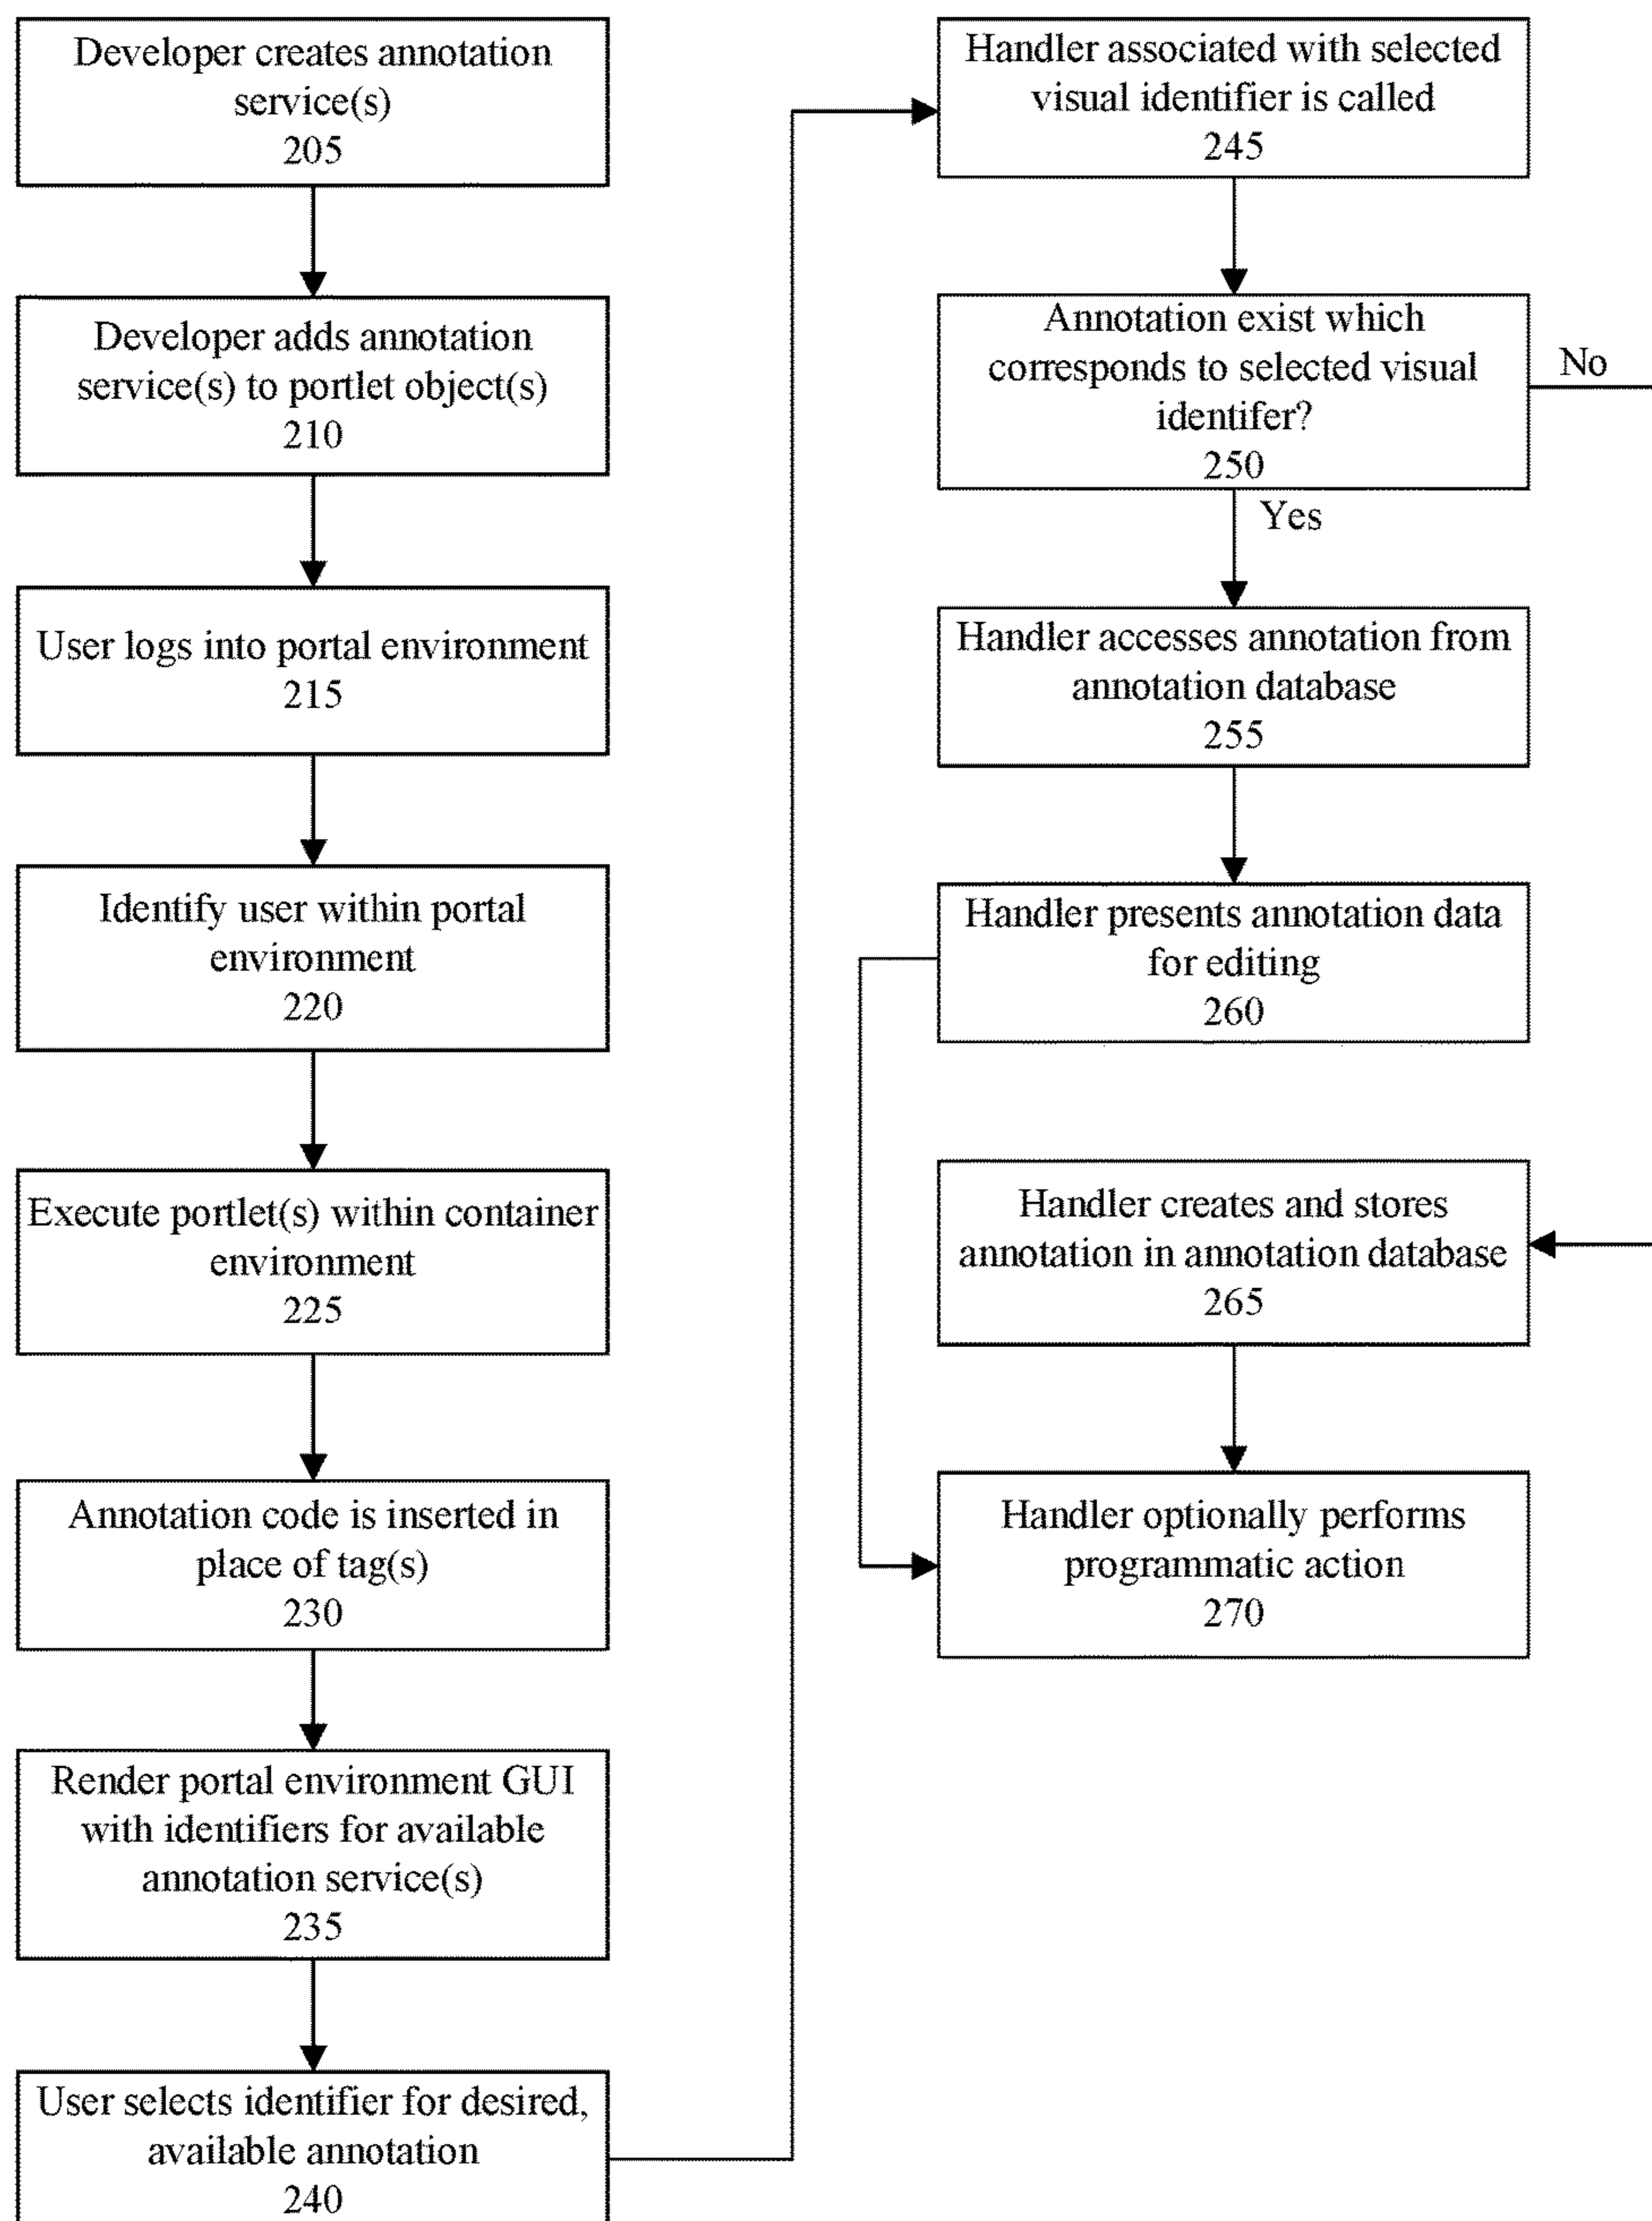 Developer creates annotation
service(s)
205
Developer adds annotation
service(s) to portlet object(s)
210
User logs into portal environment
215
Identify user within portal
environment
220
Execute portlet(s) within container
environment
225
Annotation code is inserted in
place of tag(s)
230
Render portal environment GUI
with identifiers for available
annotation service(s)
235
User selects identifier for desired,
available annotation
240
Handler associated with selected
visual identifier is called
245
Annotation exist which
corresponds to selected visual
identifer?
250
No
Yes
Handler accesses annotation from
annotation database
255
Handler presents annotation data
for editing
260
Handler creates and stores
annotation in annotation database
265
Handler optionally performs
programmatic action
270